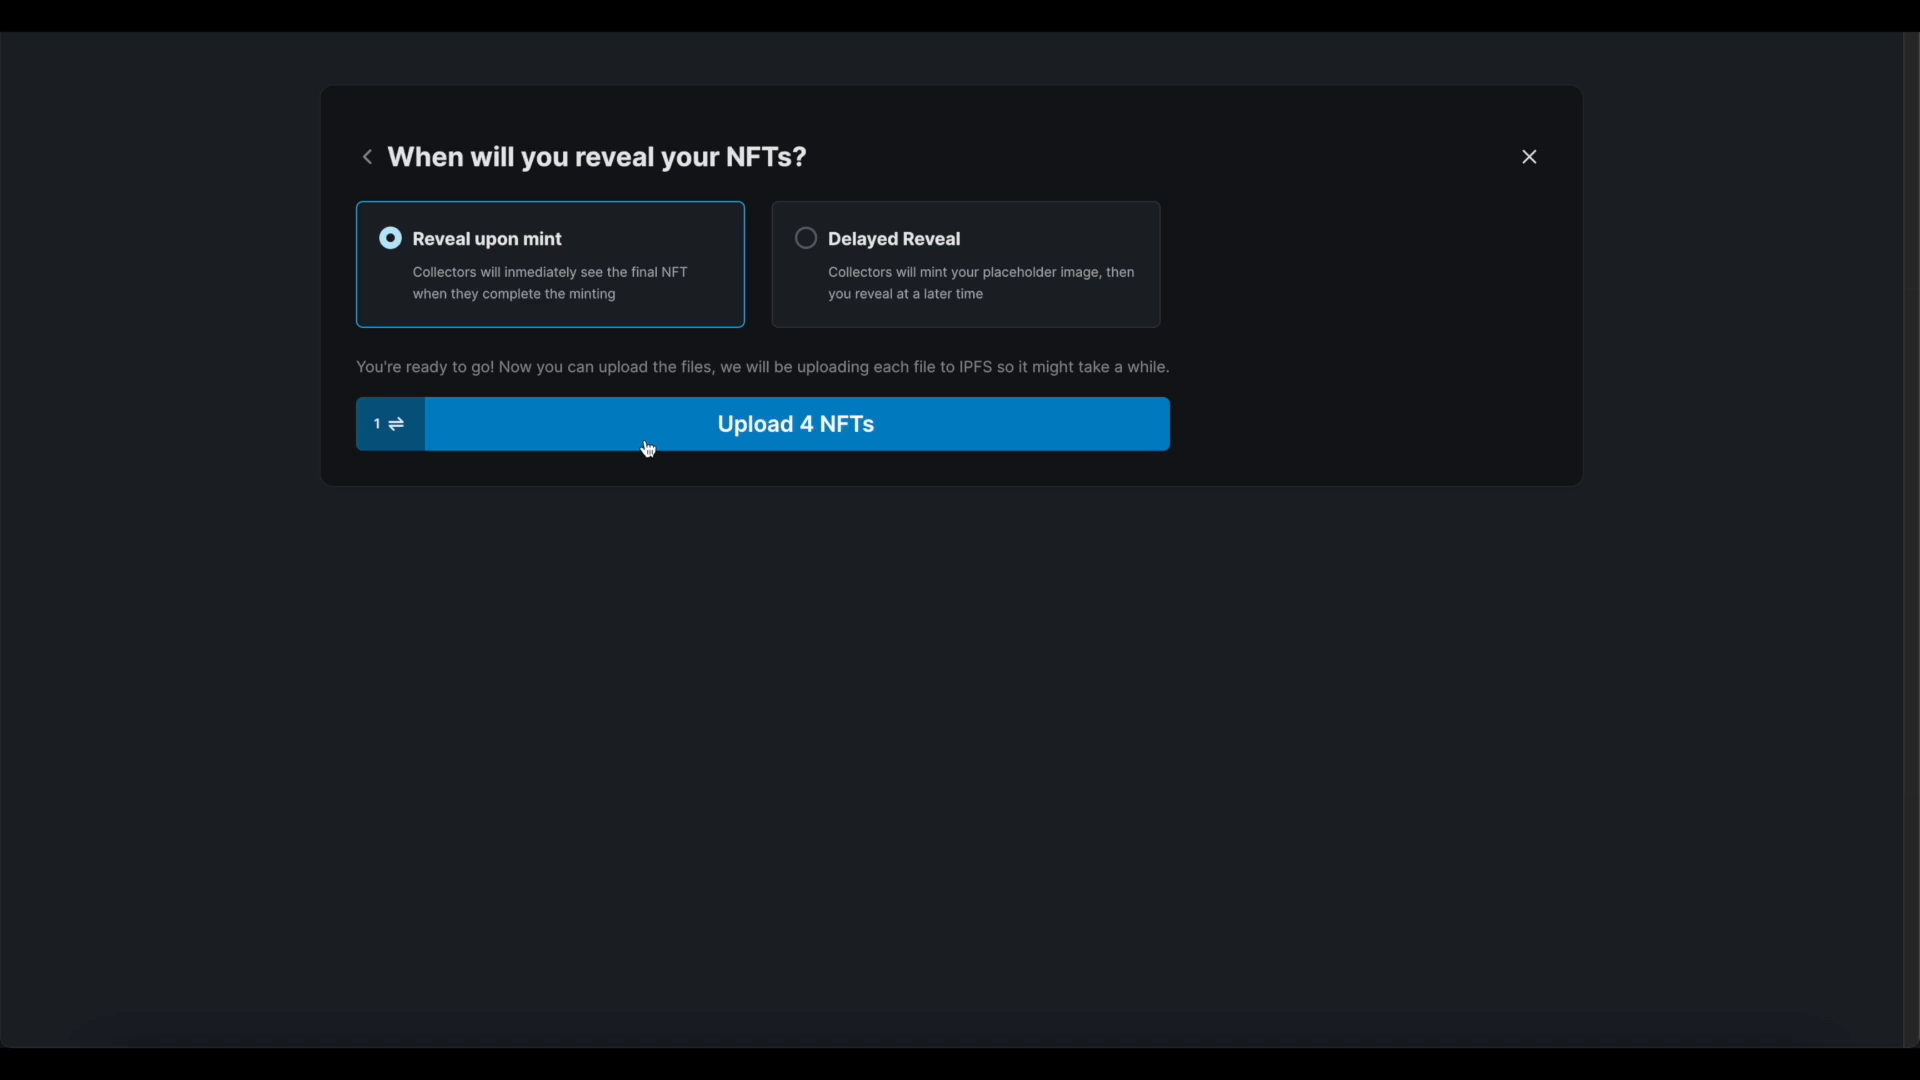 When will you reveal your NFTs?
Reveal upon mint
Collectors will inmediately see the final NFT
when they complete the minting
Delayed Reveal
Collectors will mint your placeholder image, then
you reveal at a later time
You're ready to go! Now you can upload the files, we will be uploading each file to IPFS so it might take a while.
1 ⇌ Upload 4 NFTs